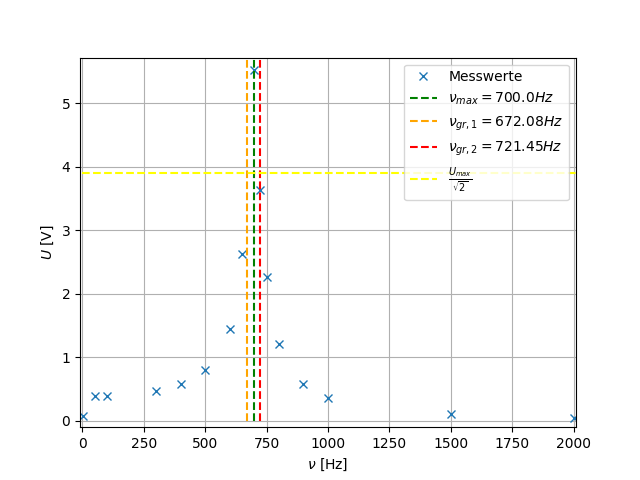 Messwerte
ν_max = 700.0Hz
ν_gr,1 = 672.08Hz
ν_gr,2 = 721.45Hz
U_max/√2
5
4
3
2
1
0
U [V]
0 250 500 750 1000 1250 1500 1750 2000
ν [Hz]